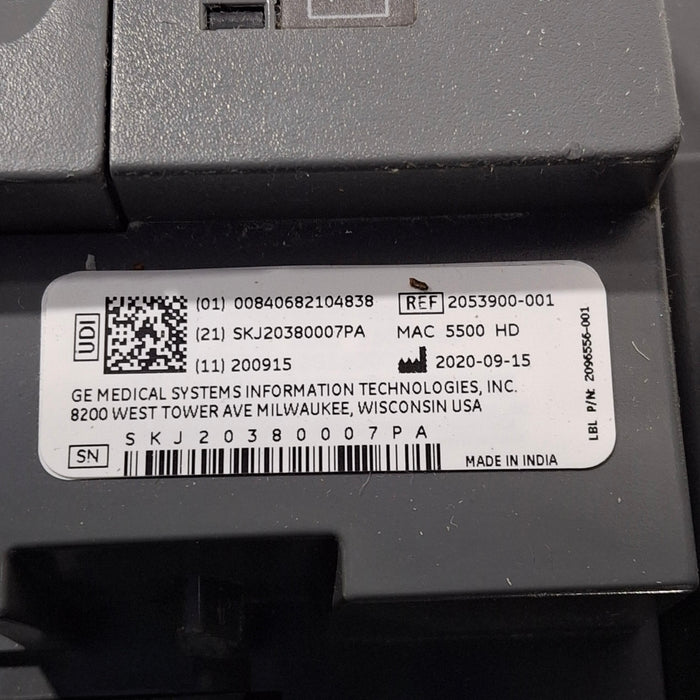 UDI
(01) 00840682104838
(21) SKJ20380007PA
(11) 200915
REF 2053900-001
MAC 5500 HD
2020-09-15
GE MEDICAL SYSTEMS INFORMATION TECHNOLOGIES, INC.
8200 WEST TOWER AVE MILWAUKEE, WISCONSIN USA
SKJ20380007PA
SN
MADE IN INDIA
LBL P/N: 2096556-001